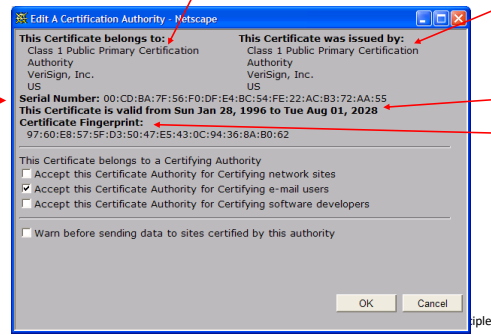 Edit A Certification Authority - Netscape
This Certificate belongs to: This Certificate was issued by:
Class 1 Public Primary Certification Class 1 Public Primary Certification
Authority Authority
VeriSign, Inc. VeriSign, Inc.
US US
Serial Number: 00:CD:BA:7F:56:F0:DF:E4:BC:54:FE:22:AC:B3:72:AA:55
This Certificate is valid from Sun Jan 28, 1996 to Tue Aug 01, 2028
Certificate Fingerprint:
97:60:E8:57:5F:D3:50:47:E5:43:0C:94:36:8A:B0:62
This Certificate belongs to a Certifying Authority
Accept this Certificate Authority for Certifying network sites
Accept this Certificate Authority for Certifying e-mail users
Accept this Certificate Authority for Certifying software developers
Warn before sending data to sites certified by this authority
OK Cancel